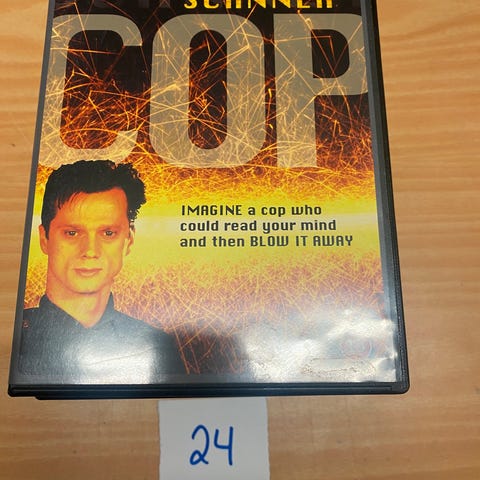 SCANNER
COP
IMAGINE a cop who
could read your mind
and then BLOW IT AWAY
24